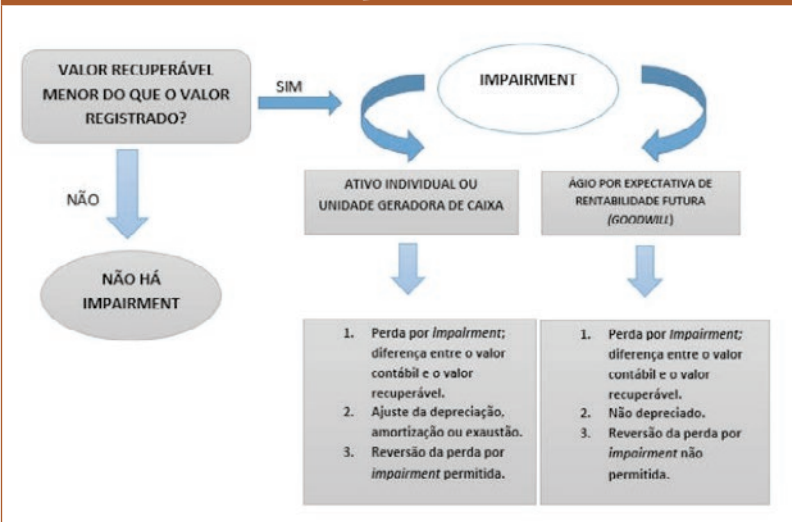 VALOR RECUPERÁVEL
MENOR DO QUE O VALOR
REGISTRADO?
SIM
IMPAIRMENT
NÃO
NÃO HÁ
IMPAIRMENT
ATIVO INDIVIDUAL OU
UNIDADE GERADORA DE CAIXA
ÁGIO POR EXPECTATIVA DE
RENTABILIDADE FUTURA
(GOODWILL)
1. Perda por Impairment;
diferença entre o valor
contábil e o valor
recuperável.
2. Ajuste da depreciação,
amortização ou exaustão.
3. Reversão da perda por
impairment permitida.
1. Perda por Impairment;
diferença entre o valor
contábil e o valor
recuperável.
2. Não depreciado.
3. Reversão da perda por
impairment não
permitida.